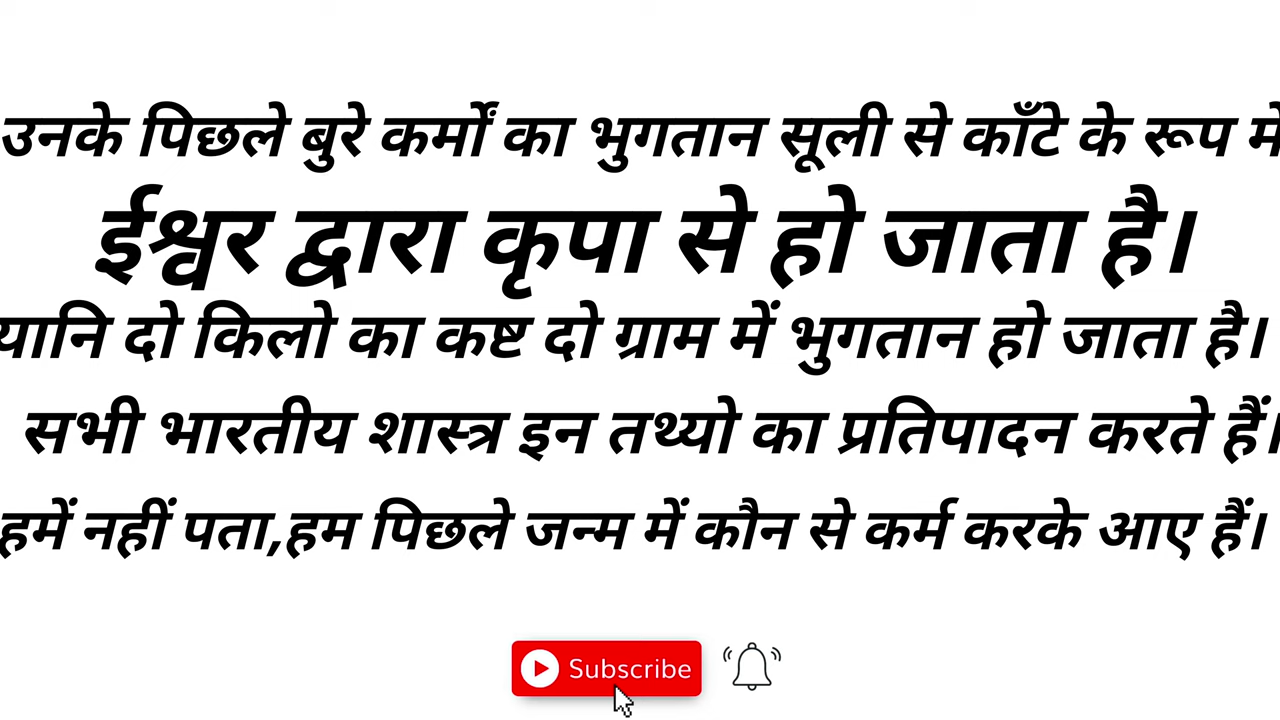 उनके पिछले बुरे कर्मों का भुगतान सूली से काँटे के रूप में
ईश्वर द्वारा कृपा से हो जाता है।
यानि दो किलो का कष्ट दो ग्राम में भुगतान हो जाता है।
सभी भारतीय शास्त्र इन तथ्यो का प्रतिपादन करते हैं।
हमें नहीं पता,हम पिछले जन्म में कौन से कर्म करके आए हैं।
Subscribe